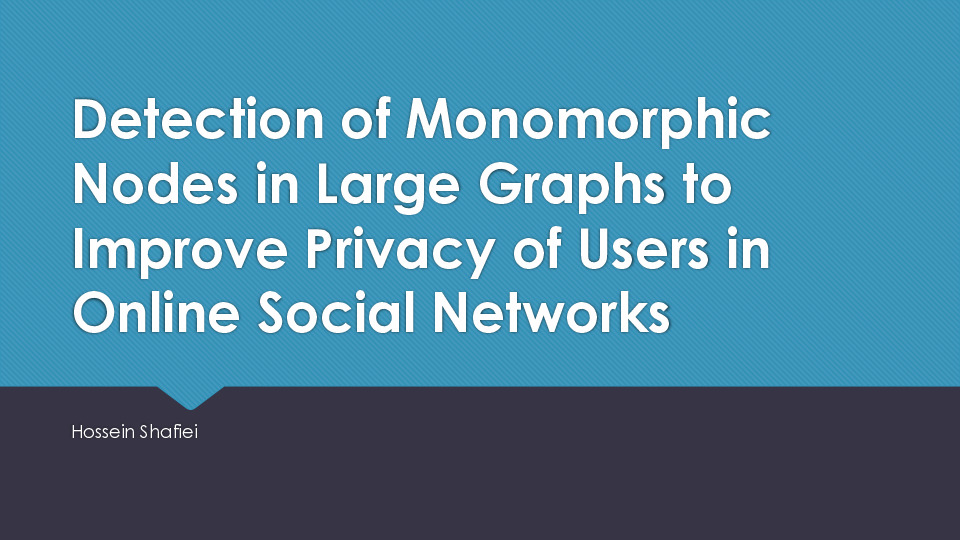 Detection of Monomorphic
Nodes in Large Graphs to
Improve Privacy of Users in
Online Social Networks
Hossein Shafiei